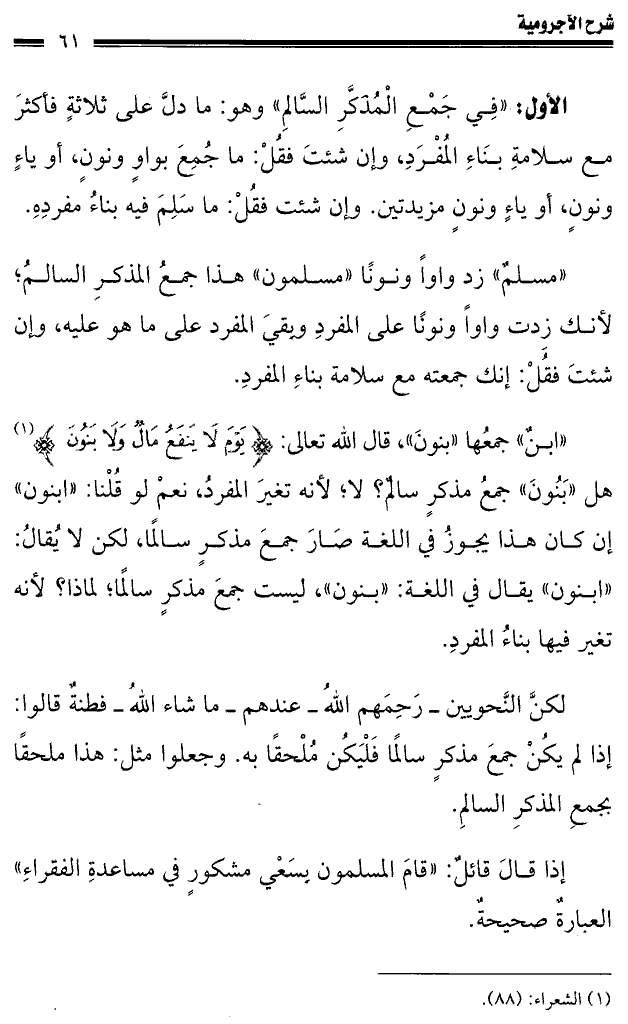 شرح الآجرومية
٦١
الأول: «فِي جَمْعِ الْمُذَكَّرِ السَّالِمِ» وهو: ما دلَّ على ثلاثةٍ فأكثرَ
مع سلامةِ بِنَاءِ المُفْرَدِ، وإن شئتَ فقُلْ: ما جُمِعَ بواوٍ ونونٍ، أو ياءٍ
ونونٍ، أو ياءٍ ونونٍ مزيدتين. وإن شئت فقُلْ: ما سَلِمَ فيه بناءُ مفردِهِ.
«مسلمٌ» زد واواً ونونًا «مسلمون» هذا جمعُ المذكرِ السالمُ؛
لأنك زِدت واواً ونونًا على المفردِ وبقيَ المفرد على ما هو عليه، وإن
شئتَ فقُلْ: إنك جمعته مع سلامة بناءِ المفردِ.
«ابنٌ» جمعُها «بنونَ»، قال الله تعالى: ﴿يَوْمَ لَا يَنفَعُ مَالٌ وَلَا بَنُونَ﴾(١)
هل «بَنُونَ» جمعُ مذكرٍ سالمٌ؟ لا؛ لأنه تغيرَ المفردُ، نعمْ لو قُلْنا: «ابنون»
إن كان هذا يجوزُ في اللغة صَارَ جمعَ مذكرٍ سالمًا، لكن لا يُقالُ:
«ابنون» يقال في اللغة: «بنون»، ليست جمعَ مذكرٍ سالمًا؛ لماذا؟ لأنه
تغير فيها بناءُ المفردِ.
لكنَّ النَّحويين ـ رَحِمَهم اللهُ ـ عندهم ـ ما شاء اللهُ ـ فطنةٌ قالوا:
إذا لم يكُنْ جمعَ مذكرٍ سالمًا فَلْيَكُن مُلْحقًا به. وجعلوا مثل: هذا ملحقًا
بجمعِ المذكرِ السالمِ.
إذا قالَ قائلٌ: «قامَ المسلمون بِسَعْيٍ مشكورٍ في مساعدةِ الفقراءِ»
العبارةٌ صحيحةٌ.
(١) الشعراء: (٨٨).